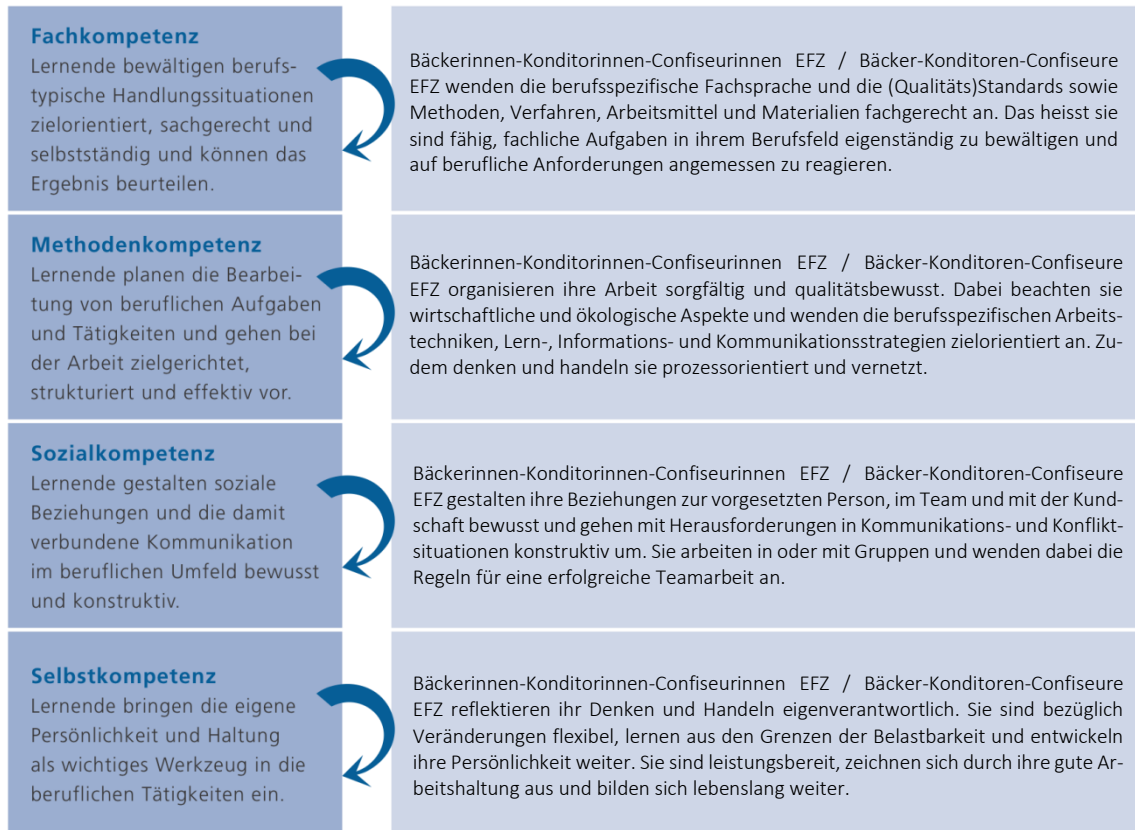 Fachkompetenz
Lernende bewältigen berufs-
typische Handlungssituationen
zielorientiert, sachgerecht und
selbstständig und können das
Ergebnis beurteilen.
Bäckerinnen-Konditorinnen-Confiseurinnen EFZ / Bäcker-Konditoren-Confiseure
EFZ wenden die berufsspezifische Fachsprache und die (Qualitäts)Standards sowie
Methoden, Verfahren, Arbeitsmittel und Materialien fachgerecht an. Das heisst sie
sind fähig, fachliche Aufgaben in ihrem Berufsfeld eigenständig zu bewältigen und
auf berufliche Anforderungen angemessen zu reagieren.
Methodenkompetenz
Lernende planen die Bearbei-
tung von beruflichen Aufgaben
und Tätigkeiten und gehen bei
der Arbeit zielgerichtet,
strukturiert und effektiv vor.
Bäckerinnen-Konditorinnen-Confiseurinnen EFZ / Bäcker-Konditoren-Confiseure
EFZ organisieren ihre Arbeit sorgfältig und qualitätsbewusst. Dabei beachten sie
wirtschaftliche und ökologische Aspekte und wenden die berufsspezifischen Arbeits-
techniken, Lern-, Informations- und Kommunikationsstrategien zielorientiert an. Zu-
dem denken und handeln sie prozessorientiert und vernetzt.
Sozialkompetenz
Lernende gestalten soziale
Beziehungen und die damit
verbundene Kommunikation
im beruflichen Umfeld bewusst
und konstruktiv.
Bäckerinnen-Konditorinnen-Confiseurinnen EFZ / Bäcker-Konditoren-Confiseure
EFZ gestalten ihre Beziehungen zur vorgesetzten Person, im Team und mit der Kund-
schaft bewusst und gehen mit Herausforderungen in Kommunikations- und Konflikt-
situationen konstruktiv um. Sie arbeiten in oder mit Gruppen und wenden dabei die
Regeln für eine erfolgreiche Teamarbeit an.
Selbstkompetenz
Lernende bringen die eigene
Persönlichkeit und Haltung
als wichtiges Werkzeug in die
beruflichen Tätigkeiten ein.
Bäckerinnen-Konditorinnen-Confiseurinnen EFZ / Bäcker-Konditoren-Confiseure
EFZ reflektieren ihr Denken und Handeln eigenverantwortlich. Sie sind bezüglich
Veränderungen flexibel, lernen aus den Grenzen der Belastbarkeit und entwickeln
ihre Persönlichkeit weiter. Sie sind leistungsbereit, zeichnen sich durch ihre gute Ar-
beitshaltung aus und bilden sich lebenslang weiter.